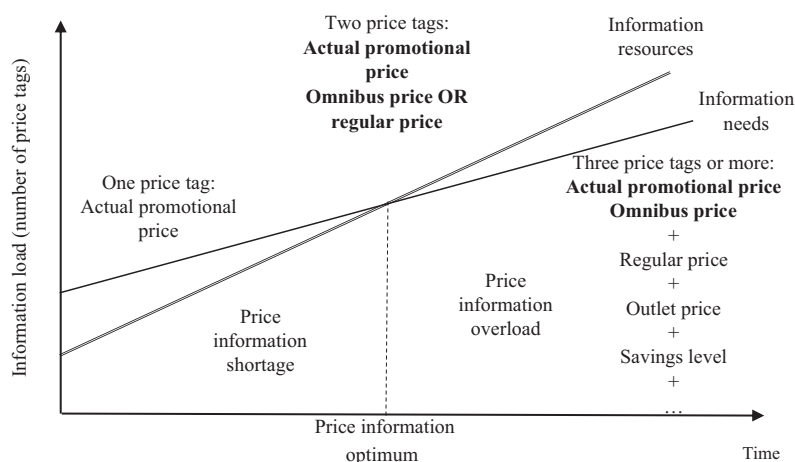 Two price tags:
Actual promotional
price
Omnibus price OR
regular price
Information
resources
Information
needs
One price tag:
Actual promotional
price
Three price tags or more:
Actual promotional price
Omnibus price
+
Regular price
+
Outlet price
+
Savings level
+
...
Information load (number of price tags)
Price
information
shortage
Price
information
overload
Price information
optimum
Time